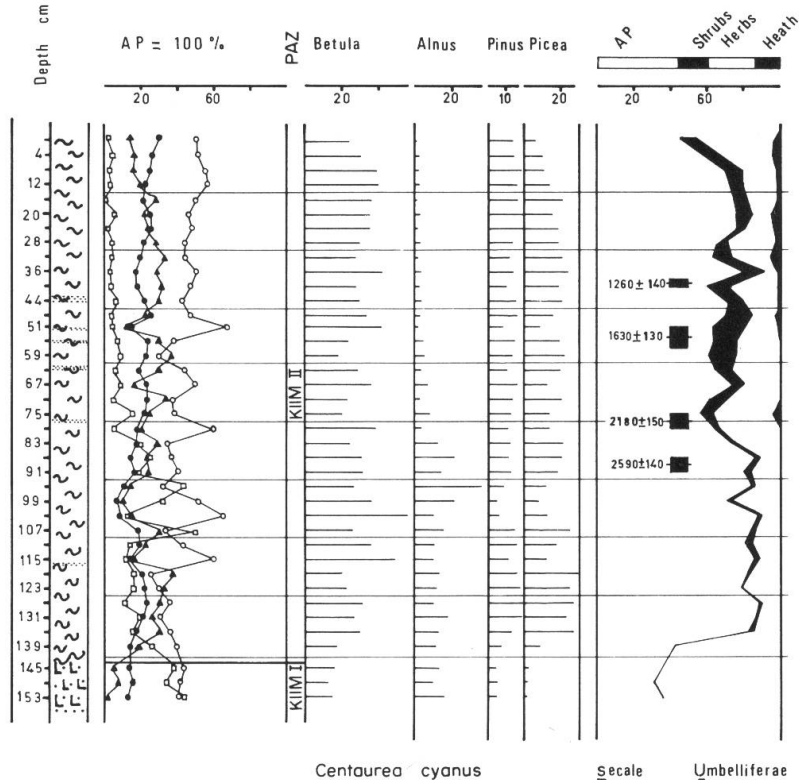 Depth cm
AP = 100 %
PAZ
Betula
Alnus
Pinus Picea
AP
Shrubs
Herbs
Heath
20 60
20
20
10
20
20 60
4
12
20
28
36
44
51
59
67
75
83
91
99
107
115
123
131
139
145
153
KIIM II
KIIM I
1260±140
1630±130
2180±150
2590±140
Centaurea cyanus
Secale
Umbelliferae